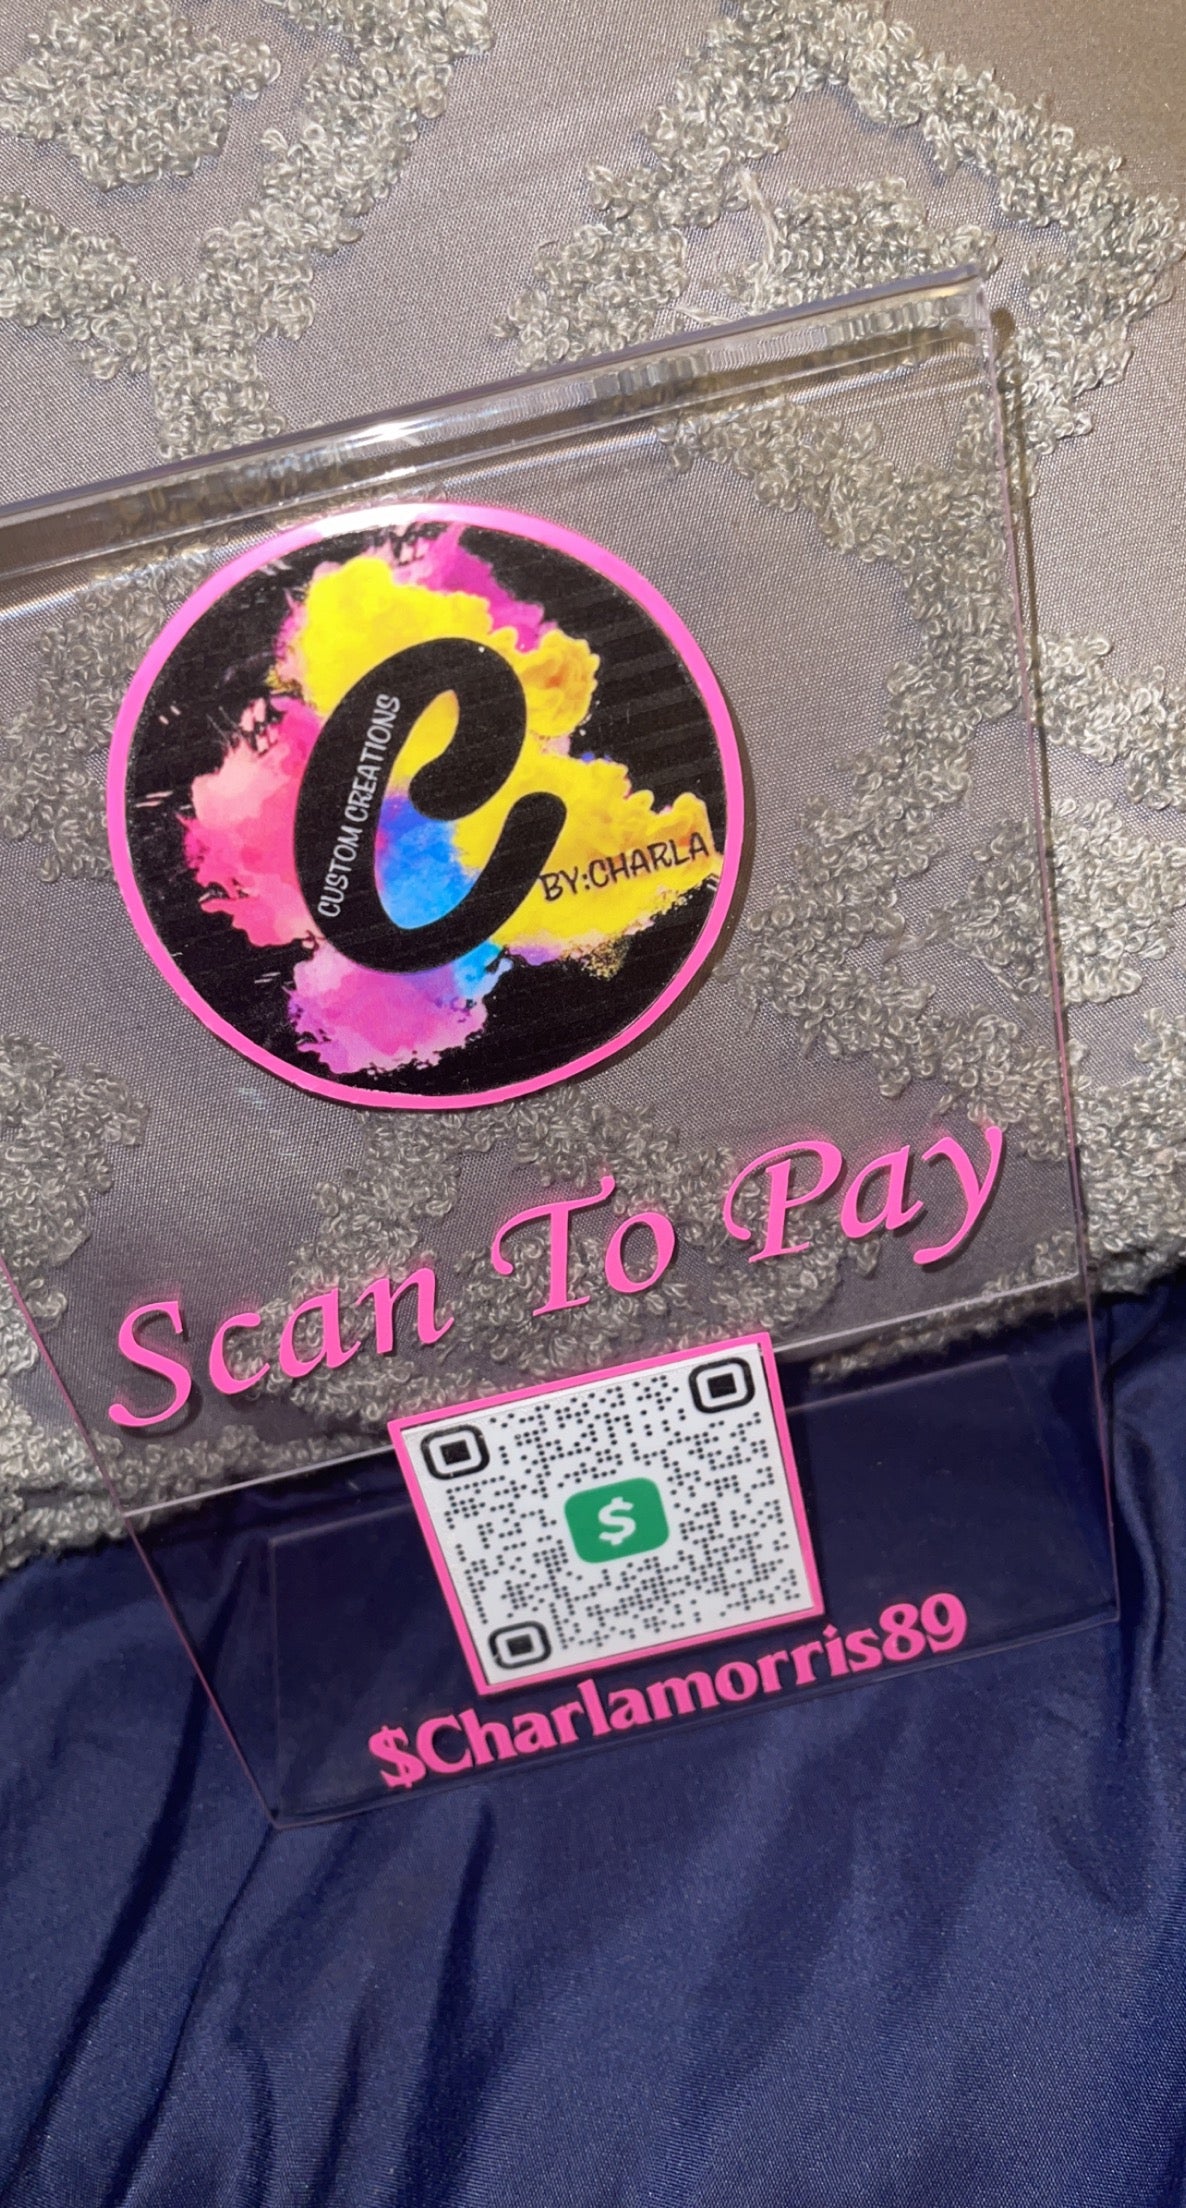 C
CUSTOM CREATIONS
BY:CHARLA
Scan To Pay
$
$Charlamorris89